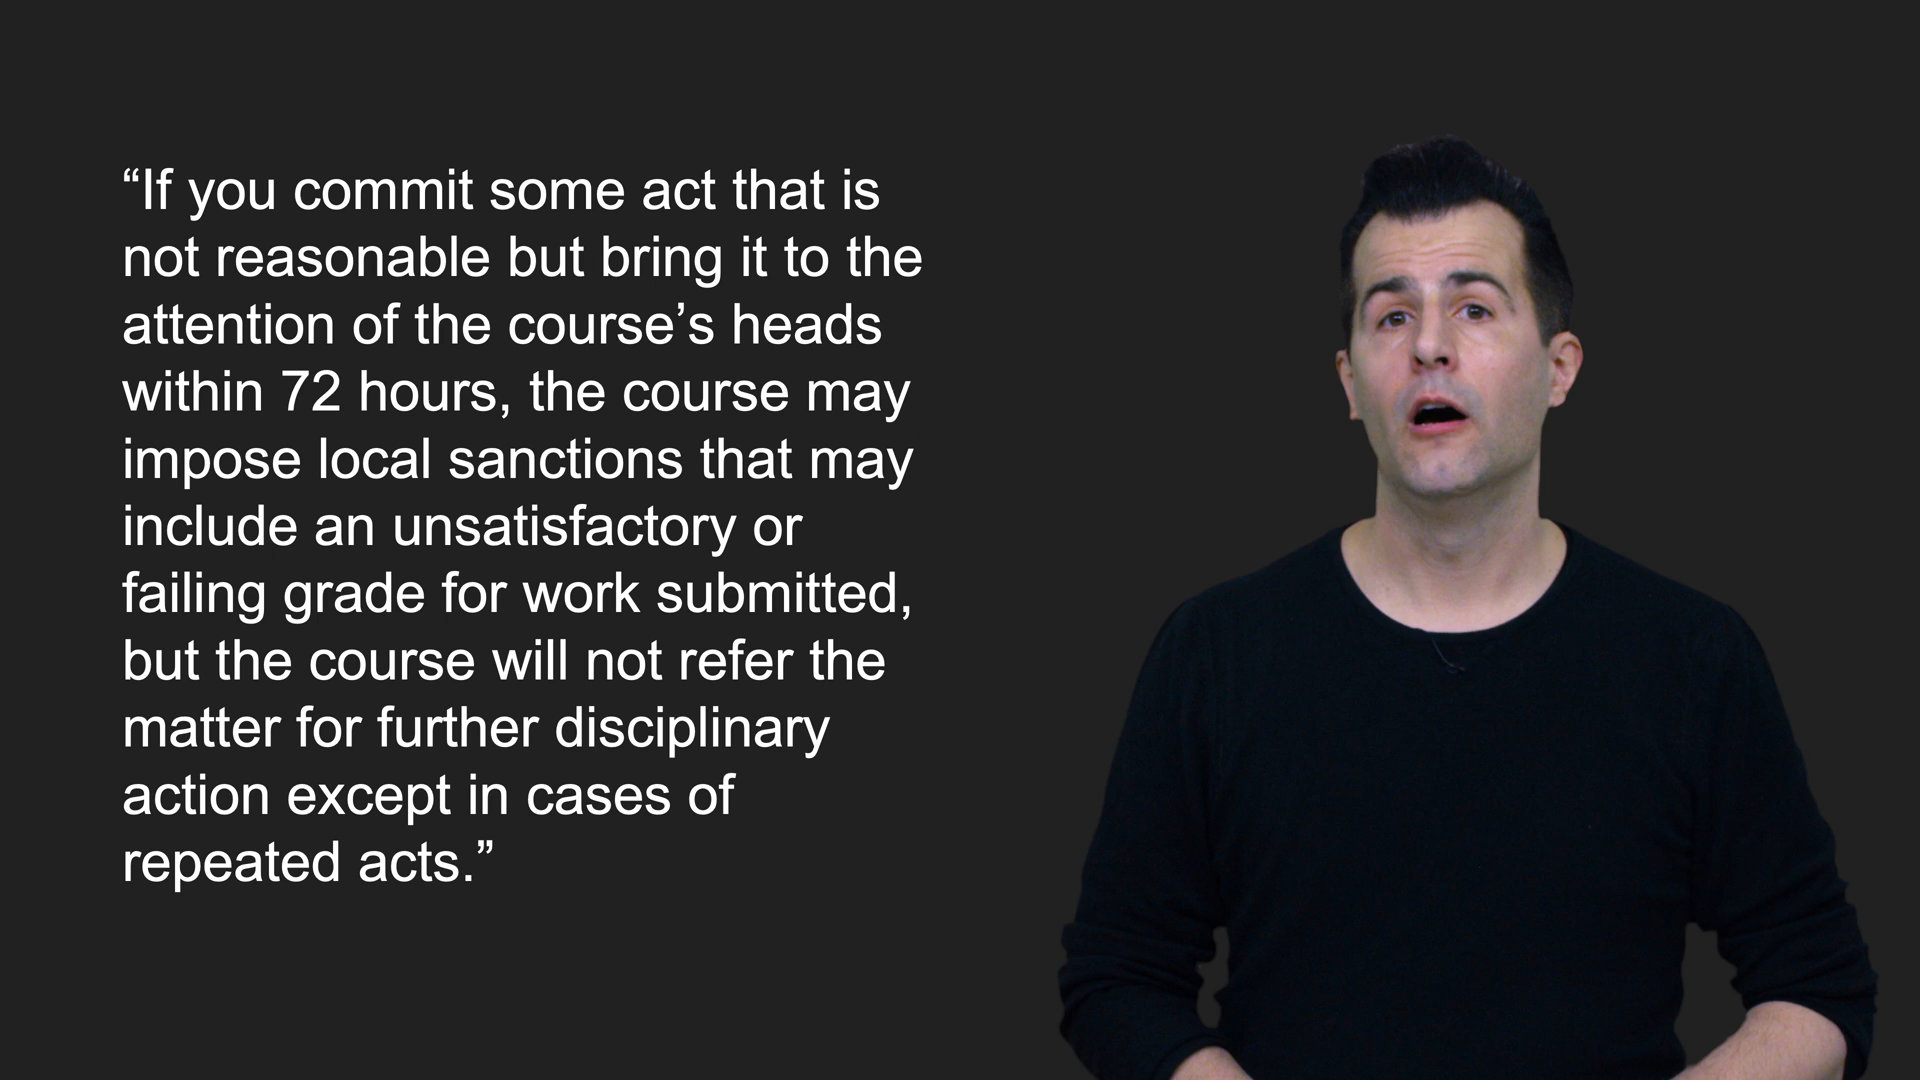 “If you commit some act that is
not reasonable but bring it to the
attention of the course’s heads
within 72 hours, the course may
impose local sanctions that may
include an unsatisfactory or
failing grade for work submitted,
but the course will not refer the
matter for further disciplinary
action except in cases of
repeated acts.”